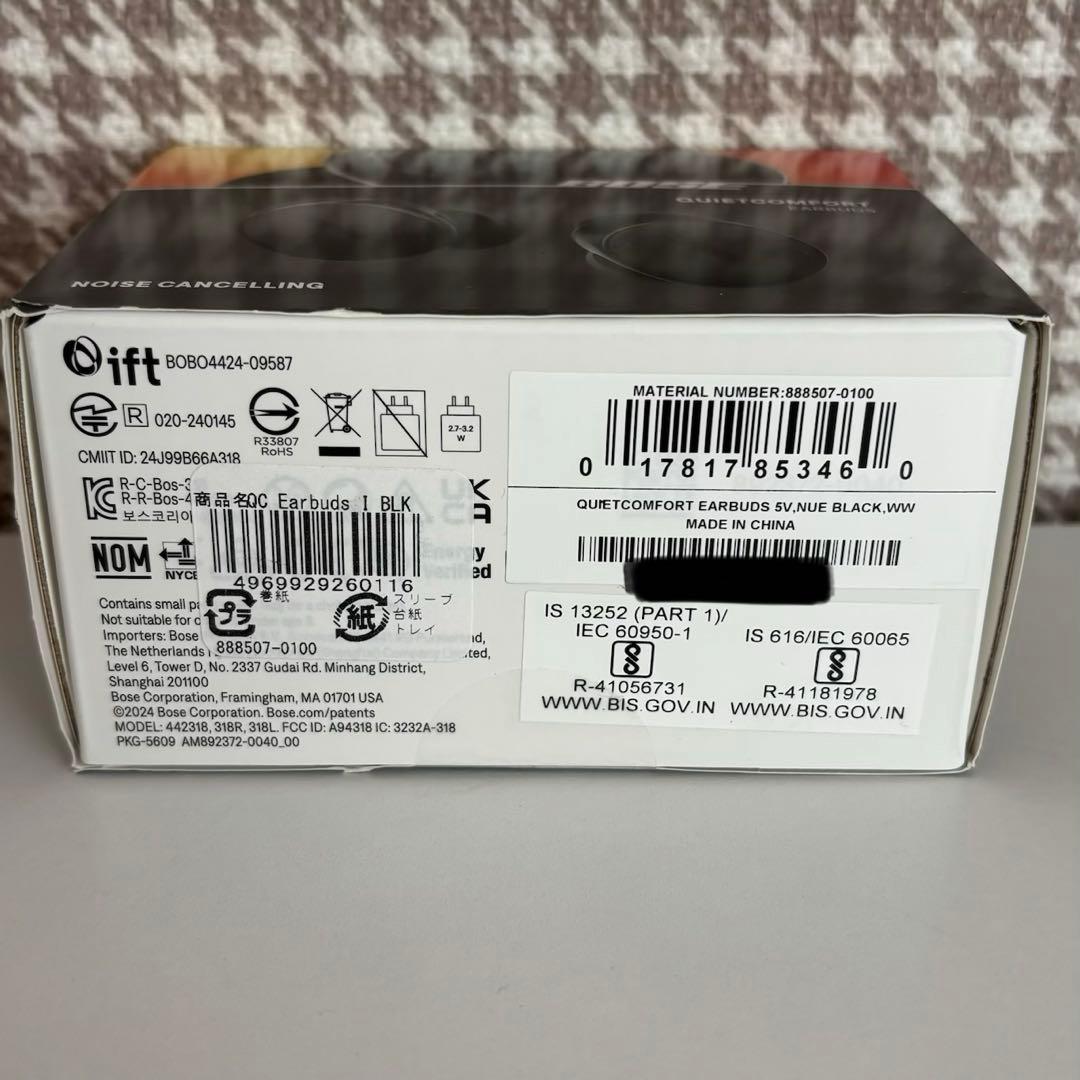 BOSE
QUIETCOMFORT
EARBUDS
NOISE CANCELLING
ift BOBO4424-09587
R 020-240145
R33807
RoHS
2.7-3.2
W
CMIIT ID: 24J99B66A318
R-C-Bos-3
R-R-Bos-4
보스코리아
NOM
NYCE
Energy
Verified
Contains small pa
Not suitable for c
Importers: Bose
The Netherlands
Limited,
Level 6, Tower D, No. 2337 Gudai Rd. Minhang District,
Shanghai 201100
Bose Corporation, Framingham, MA 01701 USA
©2024 Bose Corporation. Bose.com/patents
MODEL: 442318, 318R, 318L. FCC ID: A94318 IC: 3232A-318
PKG-5609 AM892372-0040_00
商品名QC Earbuds I BLK
4969929260116
プラ
巻紙
紙
スリーブ
台紙
トレイ
888507-0100
MATERIAL NUMBER:888507-0100
0 17817 85346 0
QUIETCOMFORT EARBUDS 5V,NUE BLACK,WW
MADE IN CHINA
IS 13252 (PART 1)/
IEC 60950-1
R-41056731
WWW.BIS.GOV.IN
IS 616/IEC 60065
R-41181978
WWW.BIS.GOV.IN